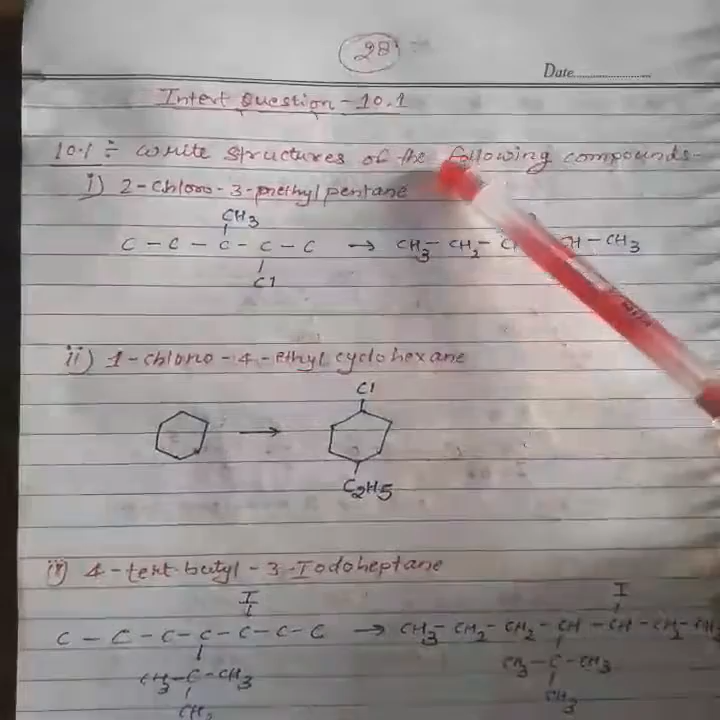 28
Date
Intext Question - 10.1
10.1 ÷ write structures of the following compounds-
i) 2-chloro-3-methyl pentane
CH3
C - C - C - C - C → CH3 - CH2 - CH - CH3
Cl
ii) 1-chloro-4-ethyl cyclohexane
Cl
→
C2H5
iii) 4-tert-butyl-3-Iodoheptane
I I
C - C - C - C - C - C - C → CH3 - CH2 - CH2 - CH - CH - CH2 -
CH3 - C - CH3 CH3 - C - CH3
CH3